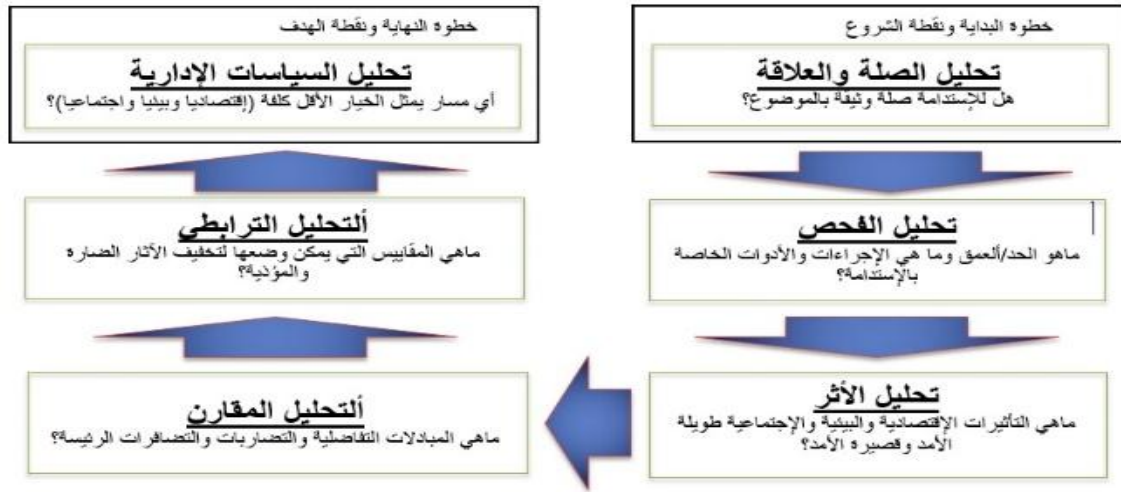 خطوة البداية ونقطة الشروع
تحليل الصلة والعلاقة
هل للإستدامة صلة وثيقة بالموضوع؟
تحليل الفحص
ماهو الحد/ألعمق وما هي الإجراءات والأدوات الخاصة
بالإستدامة؟
تحليل الأثر
ماهي التأثيرات الإقتصادية والبيئية والإجتماعية طويلة
الأمد وقصيرة الأمد؟
ألتحليل المقارن
ماهي المبادلات التفاضلية والتضاربات والتضافرات الرئيسة؟
ألتحليل الترابطي
ماهي المقاييس التي يمكن وضعها لتخفيف الآثار الضارة
والمؤذية؟
خطوة النهاية ونقطة الهدف
تحليل السياسات الإدارية
أي مسار يمثل الخيار الأقل كلفة (إقتصاديا وبيئيا واجتماعيا)؟